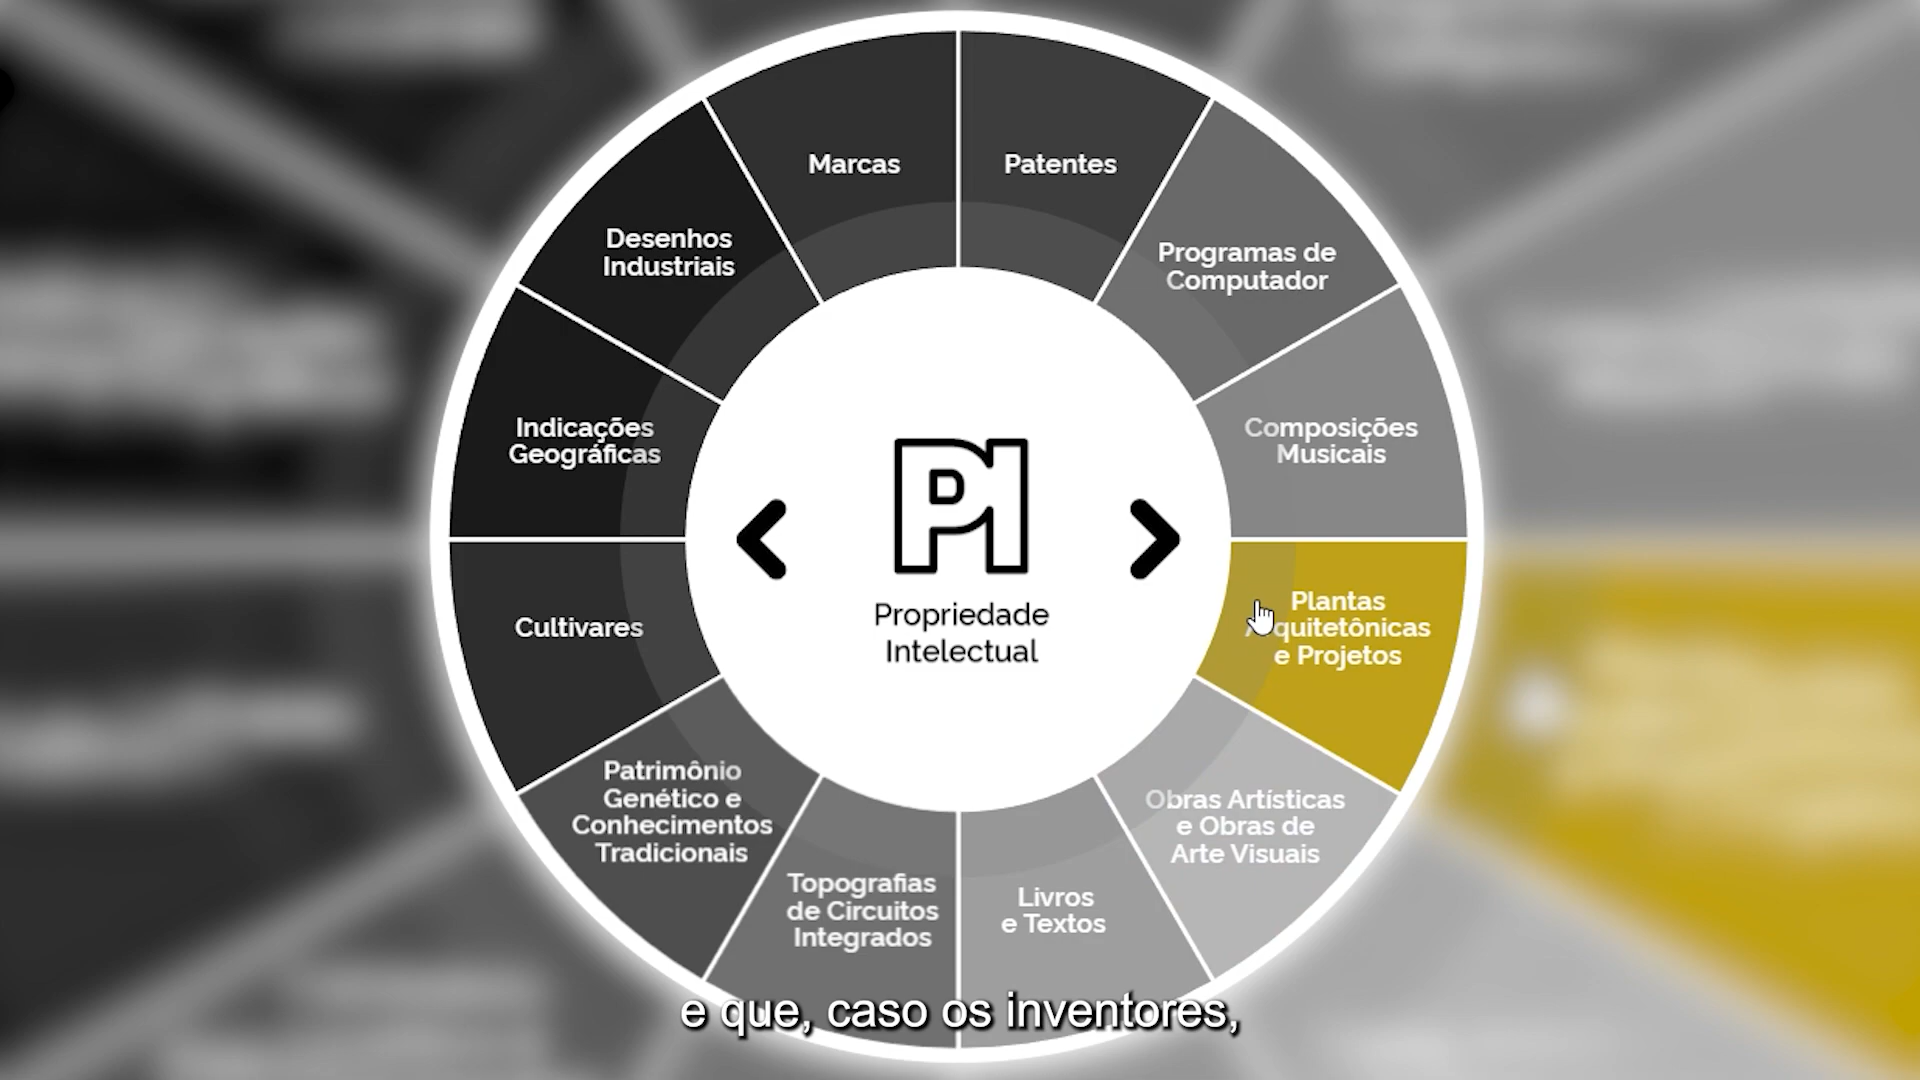 Marcas
Patentes
Desenhos
Industriais
Programas de
Computador
Indicações
Geográficas
Composições
Musicais
PI
Propriedade
Intelectual
Plantas
Arquitetônicas
e Projetos
Cultivares
Patrimônio
Genético e
Conhecimentos
Tradicionais
Obras Artísticas
e Obras de
Arte Visuais
Topografias
de Circuitos
Integrados
Livros
e Textos
e que, caso os inventores,